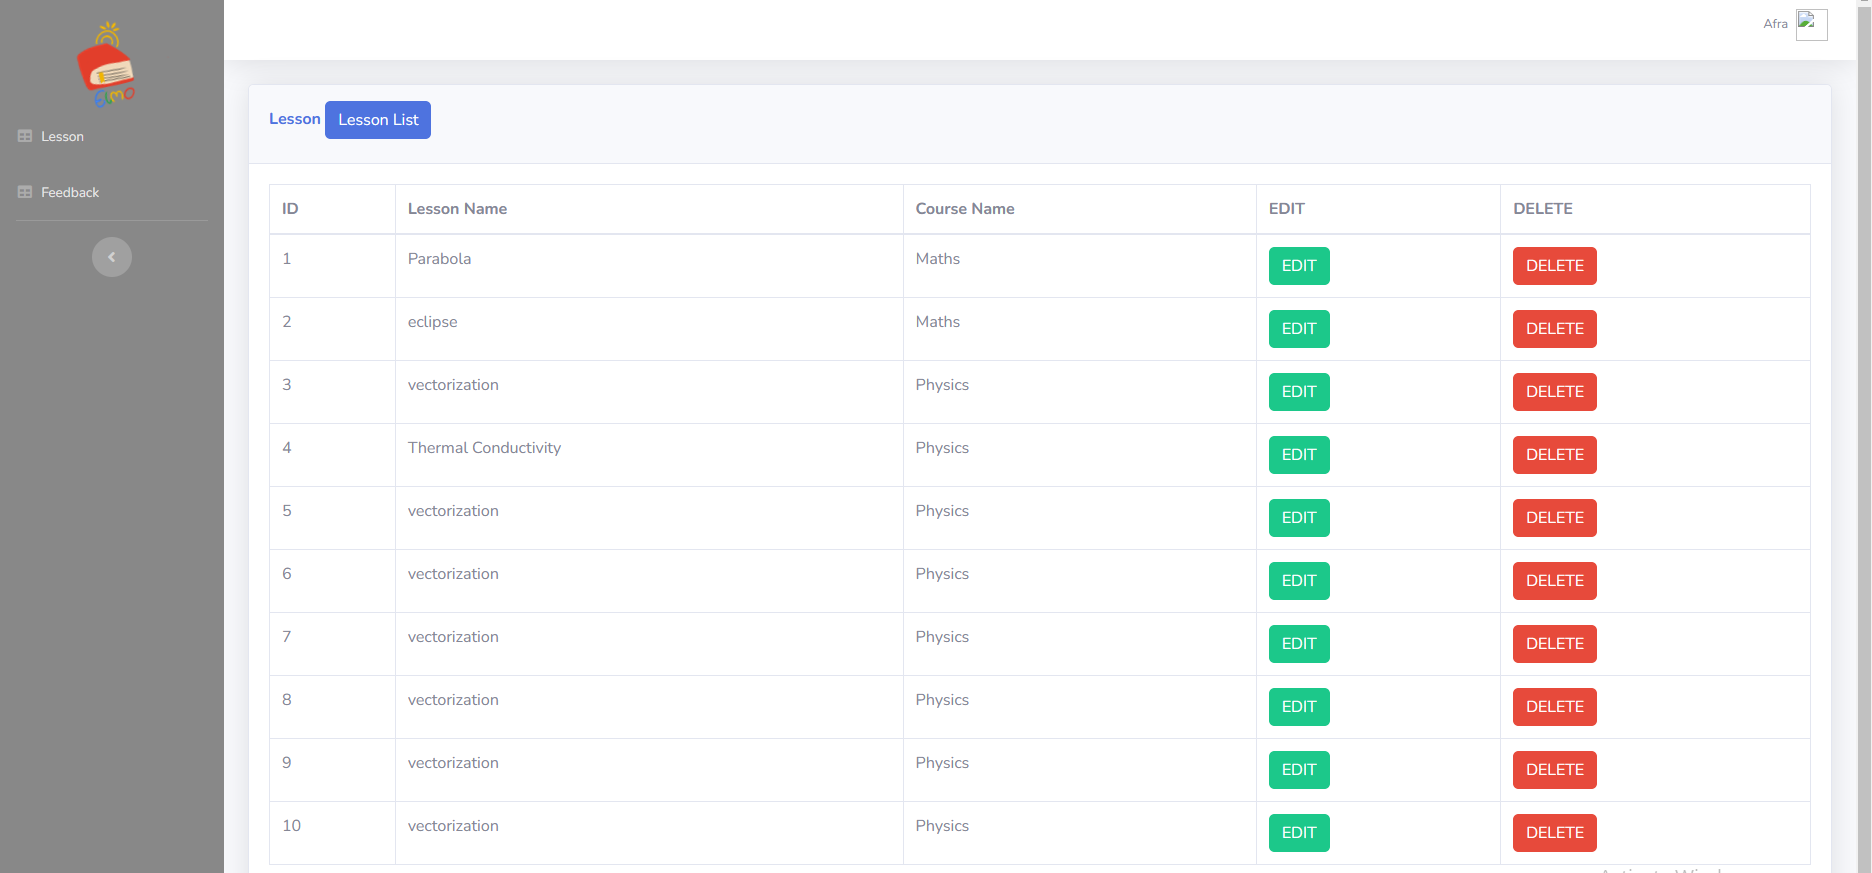 Afra
ELMO
Lesson
Feedback
Lesson Lesson List
ID Lesson Name Course Name EDIT DELETE
1 Parabola Maths EDIT DELETE
2 eclipse Maths EDIT DELETE
3 vectorization Physics EDIT DELETE
4 Thermal Conductivity Physics EDIT DELETE
5 vectorization Physics EDIT DELETE
6 vectorization Physics EDIT DELETE
7 vectorization Physics EDIT DELETE
8 vectorization Physics EDIT DELETE
9 vectorization Physics EDIT DELETE
10 vectorization Physics EDIT DELETE